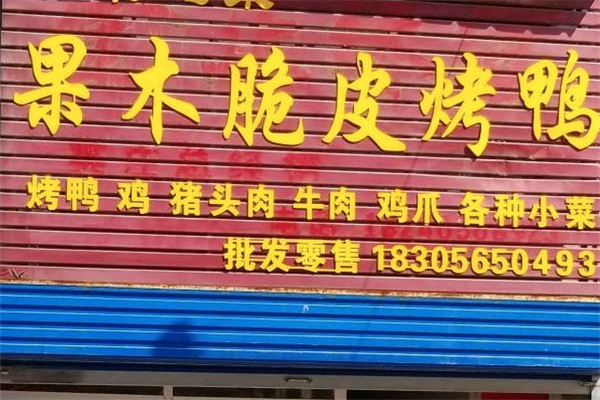 果木脆皮烤鸭
烤鸭 鸡 猪头肉 牛肉 鸡爪 各种小菜
批发零售 18305650493